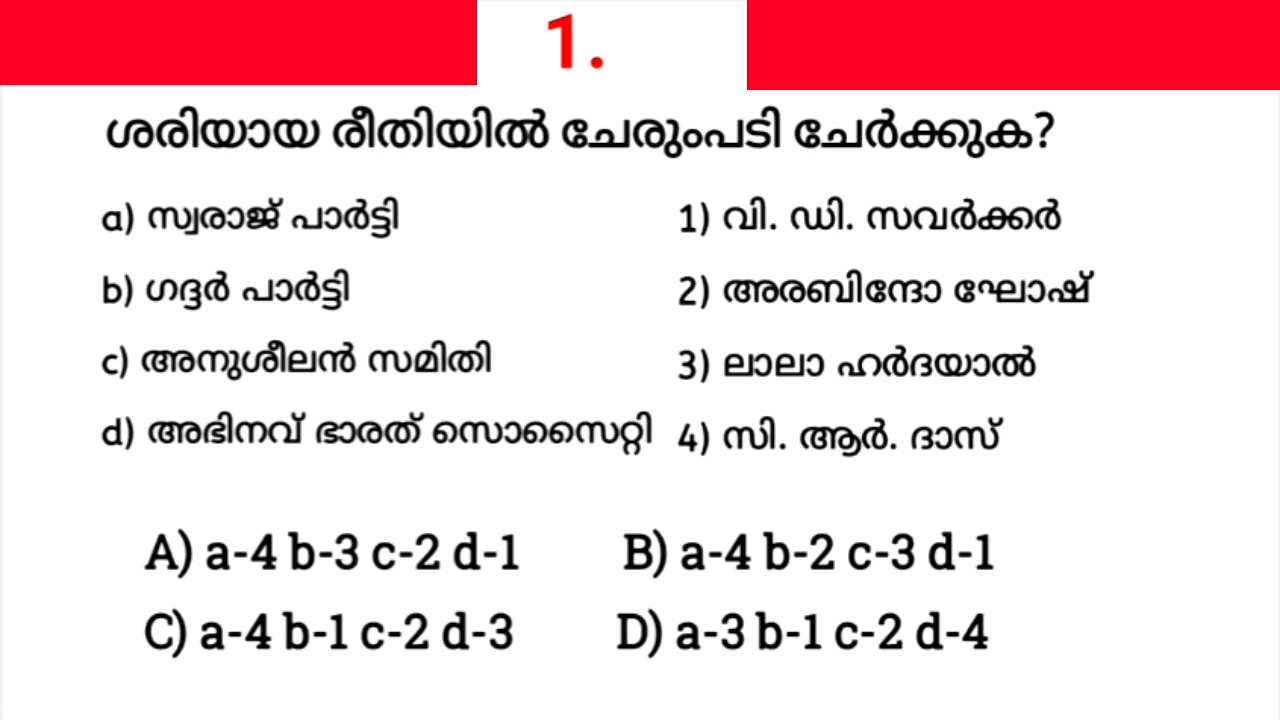 1.
ശരിയായ രീതിയിൽ ചേരുംപടി ചേർക്കുക?
a) സ്വരാജ് പാർട്ടി 1) വി. ഡി. സവർക്കർ
b) ഗദ്ദർ പാർട്ടി 2) അരബിന്ദോ ഘോഷ്
c) അനുശീലൻ സമിതി 3) ലാലാ ഹർദയാൽ
d) അഭിനവ് ഭാരത് സൊസൈറ്റി 4) സി. ആർ. ദാസ്
A) a-4 b-3 c-2 d-1 B) a-4 b-2 c-3 d-1
C) a-4 b-1 c-2 d-3 D) a-3 b-1 c-2 d-4